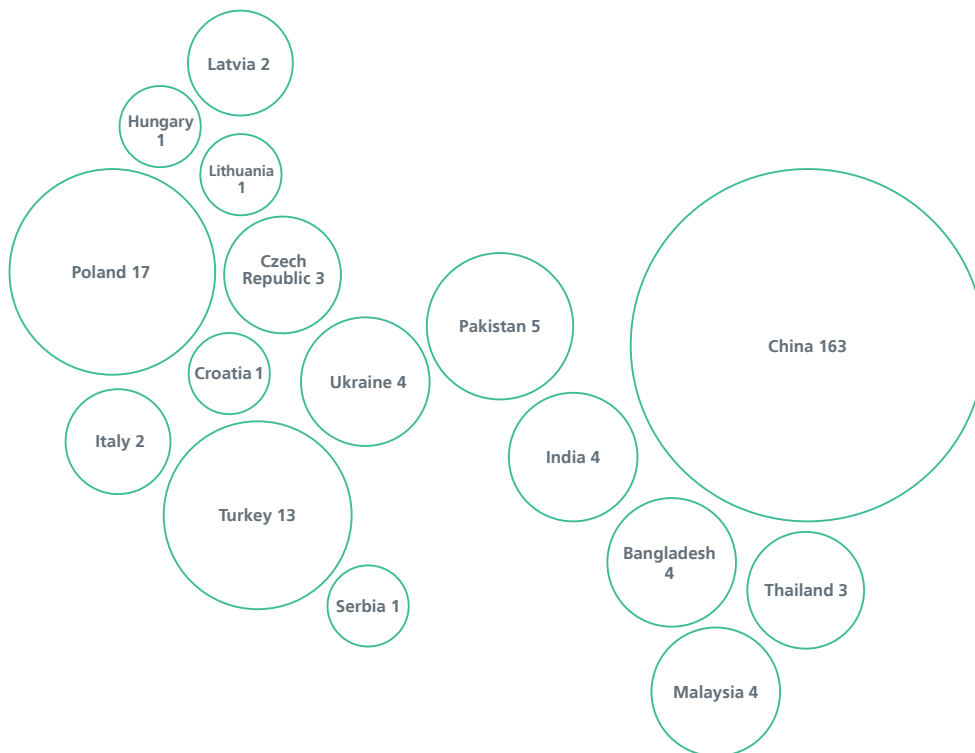 Latvia 2
Hungary
1
Lithuania
1
Poland 17
Czech
Republic 3
Pakistan 5
China 163
Croatia 1
Ukraine 4
Italy 2
India 4
Turkey 13
Bangladesh
4
Thailand 3
Serbia 1
Malaysia 4